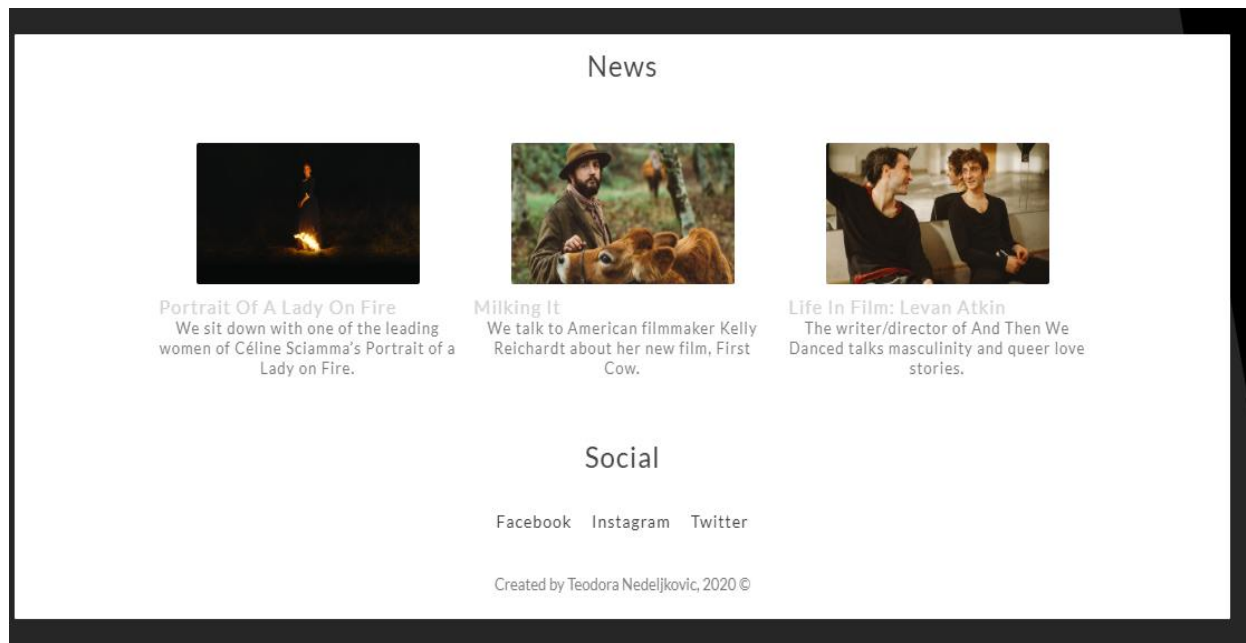 News
Portrait Of A Lady On Fire
We sit down with one of the leading
women of Céline Sciamma's Portrait of a
Lady on Fire.
Milking It
We talk to American filmmaker Kelly
Reichardt about her new film, First
Cow.
Life In Film: Levan Atkin
The writer/director of And Then We
Danced talks masculinity and queer love
stories.
Social
Facebook Instagram Twitter
Created by Teodora Nedeljkovic, 2020 ©